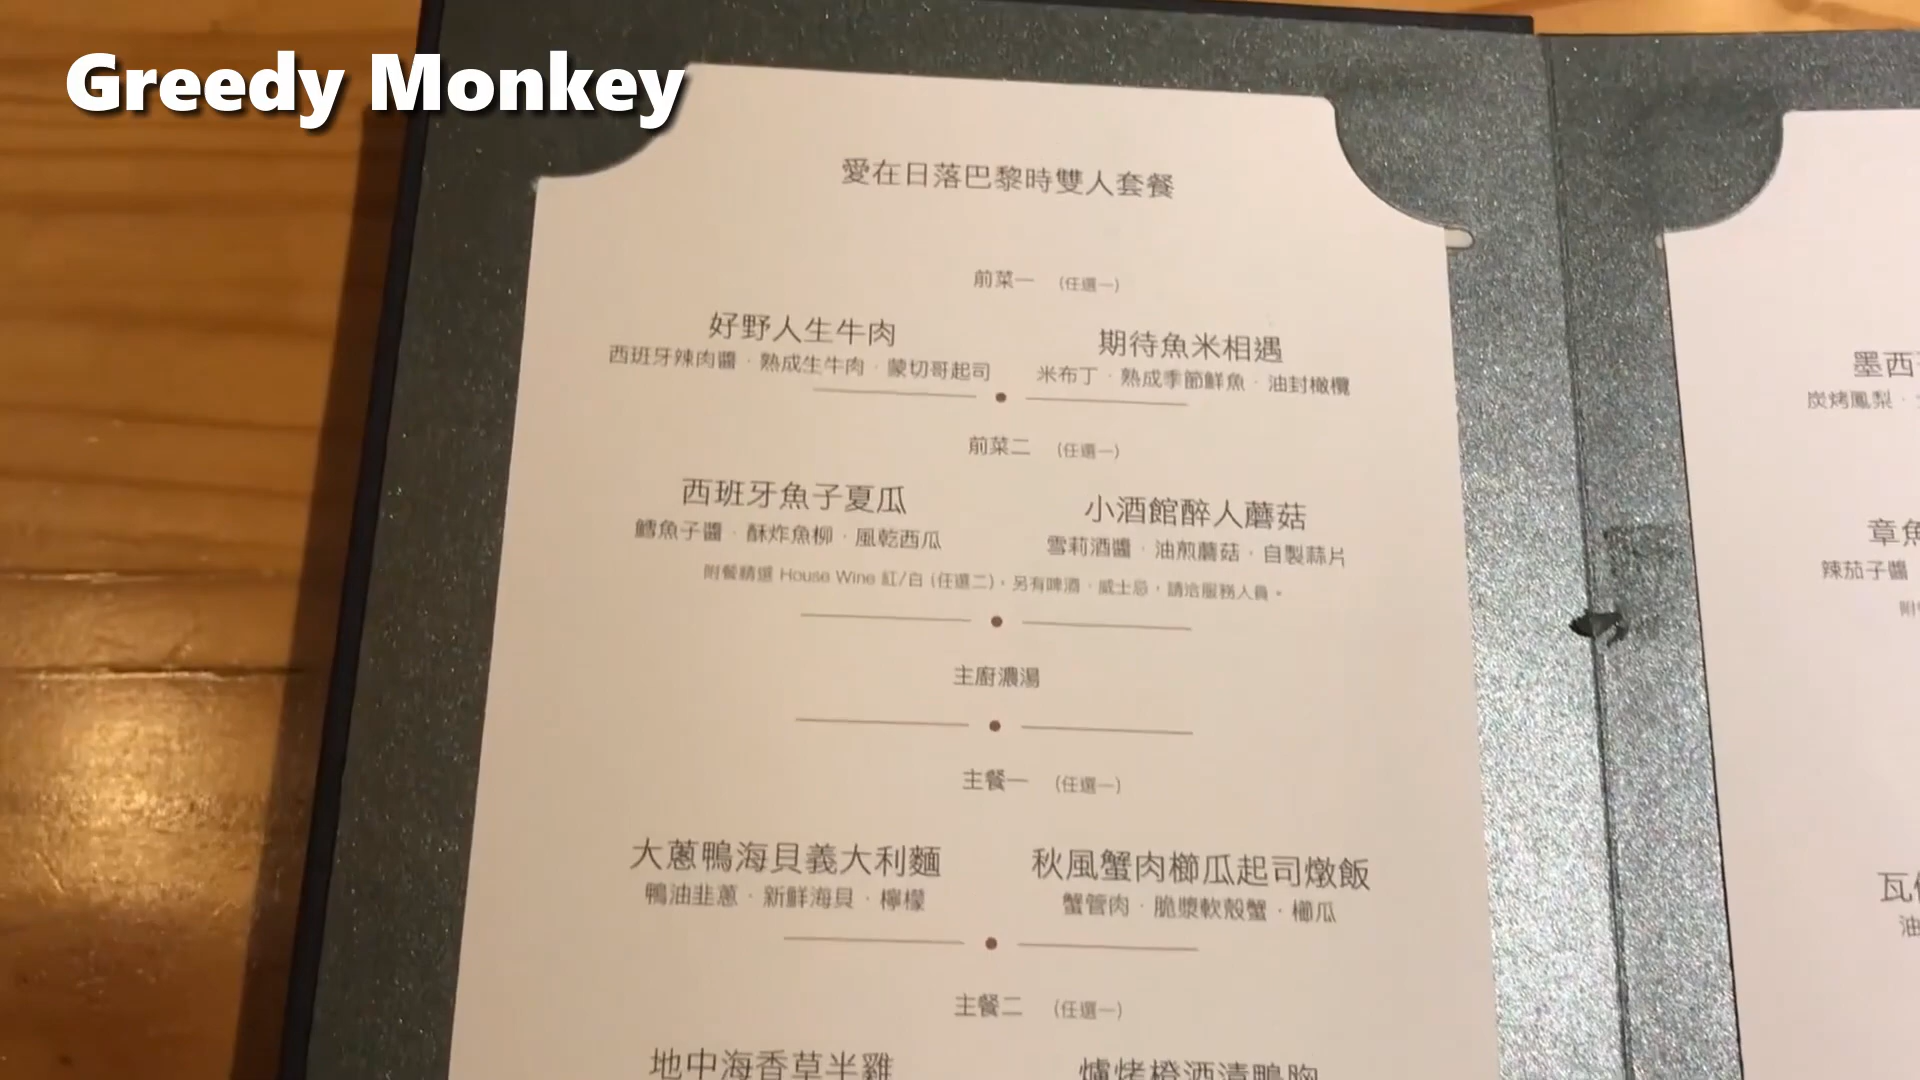 Greedy Monkey
愛在日落巴黎時雙人套餐
前菜一 (任選一)
好野人生牛肉
西班牙辣肉醬·熟成生牛肉·蒙切哥起司
期待魚米相遇
米布丁·熟成季節鮮魚·油封橄欖
前菜二 (任選一)
西班牙魚子夏瓜
鱈魚子醬·酥炸魚柳·風乾西瓜
小酒館醉人蘑菇
雪莉酒醬·油煎蘑菇·自製蒜片
附餐精選 House Wine 紅/白 (任選二)，另有啤酒·威士忌，請洽服務人員。
主廚濃湯
主餐一 (任選一)
大蔥鴨海貝義大利麵
鴨油韭蔥·新鮮海貝·檸檬
秋風蟹肉櫛瓜起司燉飯
蟹管肉·脆漿軟殼蟹·櫛瓜
主餐二 (任選一)
地中海香草半雞
爐烤橙酒漬鴨胸
墨西
炭烤鳳梨·
章魚
辣茄子醬
附
瓦
油